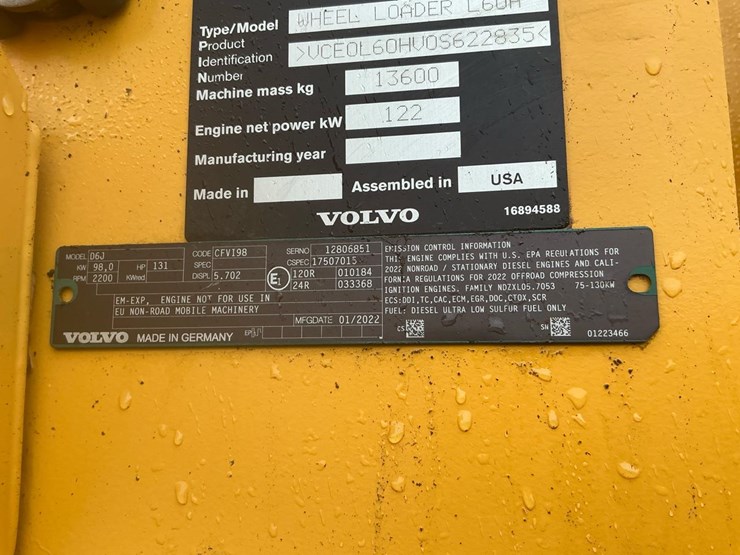 Type/Model WHEEL LOADER L60H
Product
Identification >VCE0L60HV0S622835<
Number
Machine mass kg 13600
Engine net power kW 122
Manufacturing year
Made in Assembled in USA
VOLVO 16894588
MODEL D6J CODE CFVI98 SERNO 12806851
KW 98,0 HP 131 SPEC CSPEC 17507015
RPM 2200 KWeed DISPL 5.702 E1 120R 010184
24R 033368
EM-EXP, ENGINE NOT FOR USE IN
EU NON-ROAD MOBILE MACHINERY
MFGDATE 01/2022
VOLVO MADE IN GERMANY
EMISSION CONTROL INFORMATION
THIS ENGINE COMPLIES WITH U.S. EPA REGULATIONS FOR
2022 NONROAD / STATIONARY DIESEL ENGINES AND CALI-
FORNIA REGULATIONS FOR 2022 OFFROAD COMPRESSION
IGNITION ENGINES. FAMILY NDZXL05.7053 75-130KW
ECS:DDI,TC,CAC,ECM,EGR,DOC,CTOX,SCR
FUEL: DIESEL ULTRA LOW SULFUR FUEL ONLY
CS SN 01223466